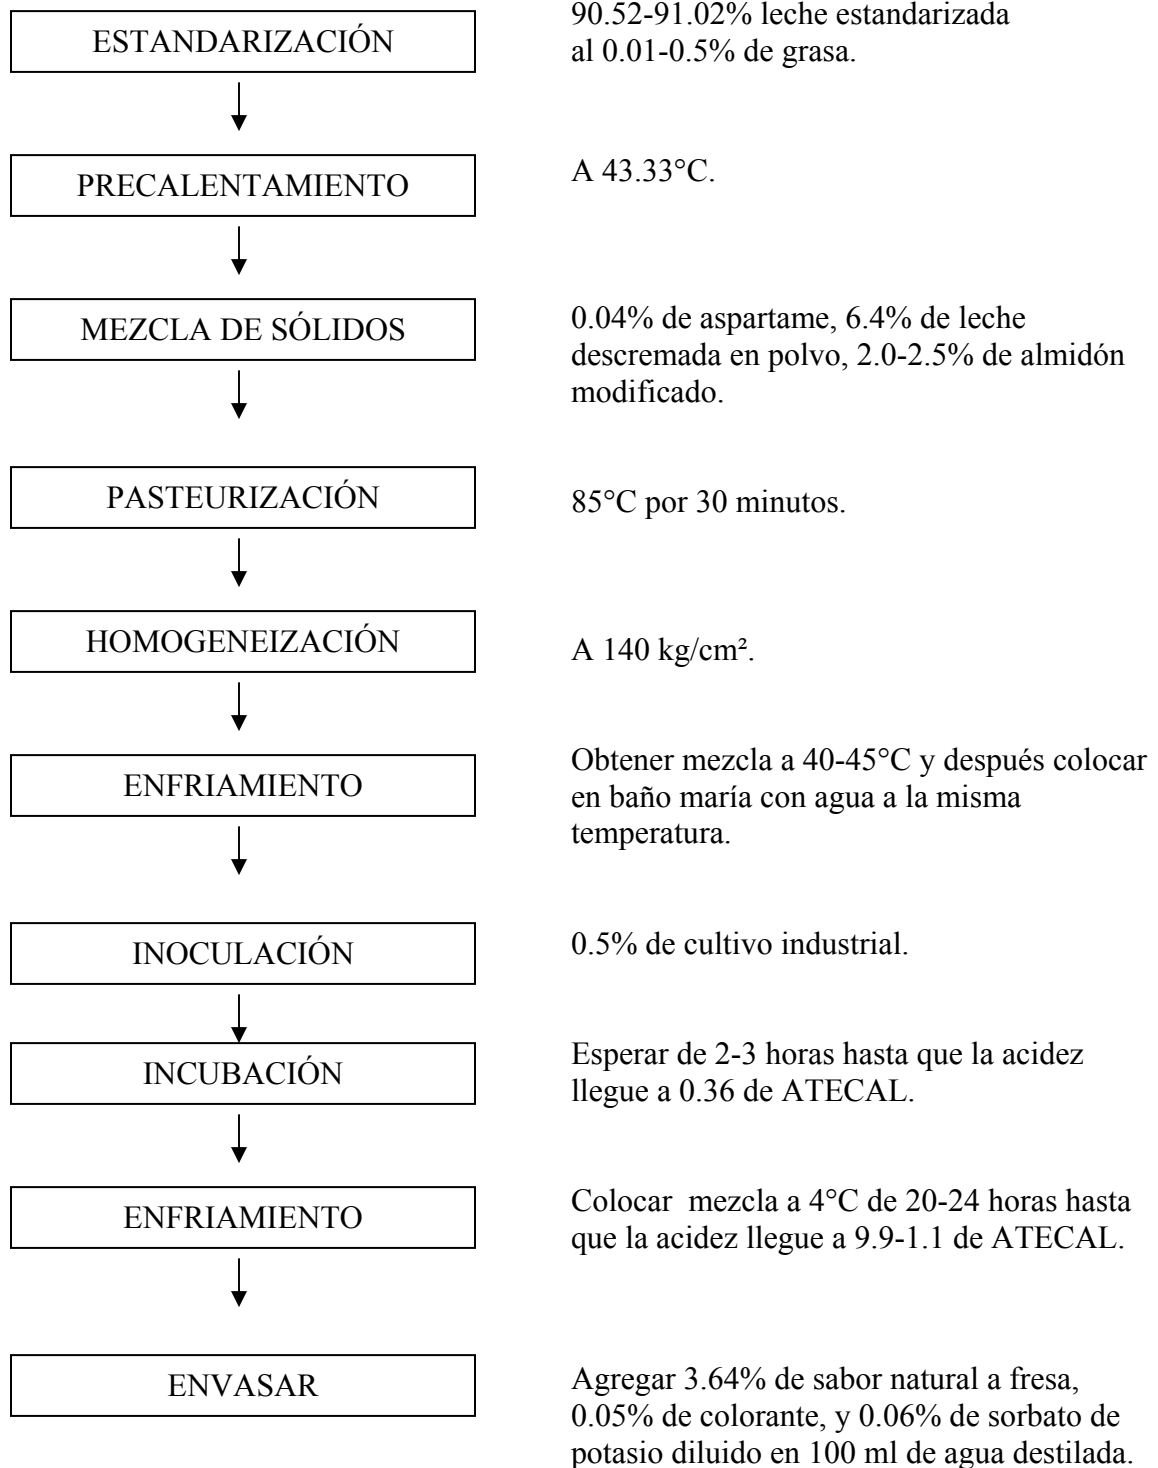 ESTANDARIZACIÓN
90.52-91.02% leche estandarizada
al 0.01-0.5% de grasa.
PRECALENTAMIENTO
A 43.33°C.
MEZCLA DE SÓLIDOS
0.04% de aspartame, 6.4% de leche
descremada en polvo, 2.0-2.5% de almidón
modificado.
PASTEURIZACIÓN
85°C por 30 minutos.
HOMOGENEIZACIÓN
A 140 kg/cm².
ENFRIAMIENTO
Obtener mezcla a 40-45°C y después colocar
en baño maría con agua a la misma
temperatura.
INOCULACIÓN
0.5% de cultivo industrial.
INCUBACIÓN
Esperar de 2-3 horas hasta que la acidez
llegue a 0.36 de ATECAL.
ENFRIAMIENTO
Colocar  mezcla a 4°C de 20-24 horas hasta
que la acidez llegue a 9.9-1.1 de ATECAL.
ENVASAR
Agregar 3.64% de sabor natural a fresa,
0.05% de colorante, y 0.06% de sorbato de
potasio diluido en 100 ml de agua destilada.